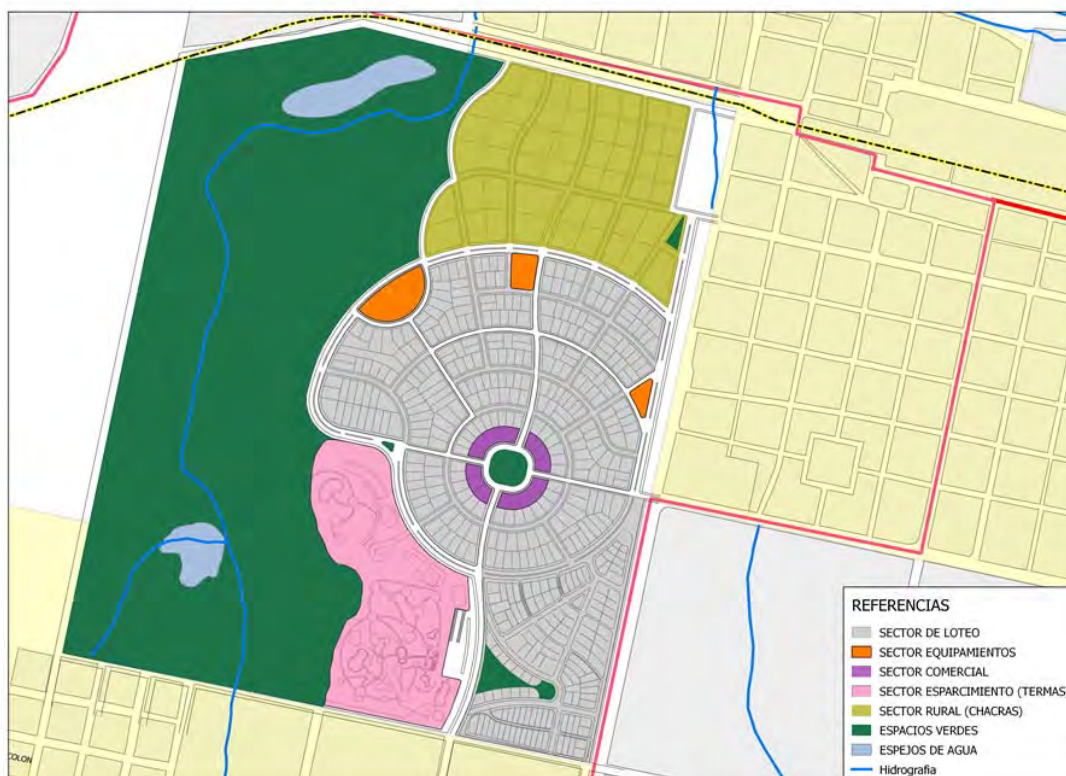 REFERENCIAS
SECTOR DE LOTEO
SECTOR EQUIPAMIENTOS
SECTOR COMERCIAL
SECTOR ESPARCIMIENTO (TERMAS)
SECTOR RURAL (CHACRAS)
ESPACIOS VERDES
ESPEJOS DE AGUA
Hidrografia
COLON